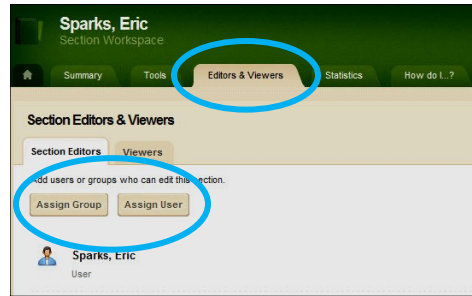 Sparks, Eric
Section Workspace
Summary Tools Editors & Viewers Statistics How do I...?
Section Editors & Viewers
Section Editors Viewers
Add users or groups who can edit this section.
Assign Group Assign User
Sparks, Eric
User